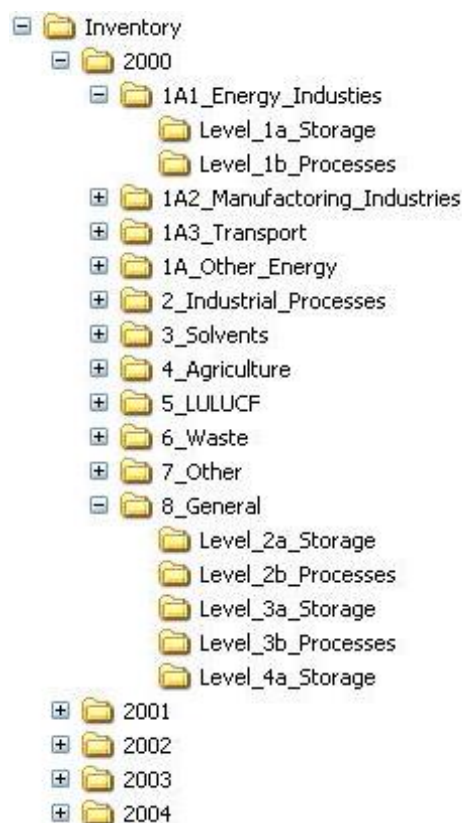 Inventory
2000
1A1_Energy_Industies
Level_1a_Storage
Level_1b_Processes
1A2_Manufactoring_Industries
1A3_Transport
1A_Other_Energy
2_Industrial_Processes
3_Solvents
4_Agriculture
5_LULUCF
6_Waste
7_Other
8_General
Level_2a_Storage
Level_2b_Processes
Level_3a_Storage
Level_3b_Processes
Level_4a_Storage
2001
2002
2003
2004